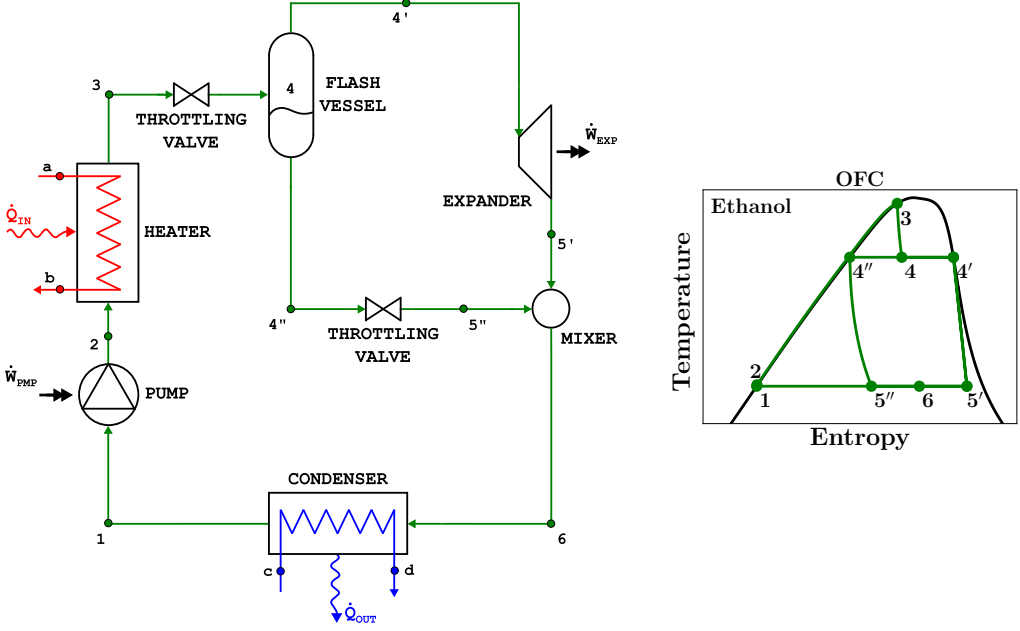 4'
4
FLASH
VESSEL
3
THROTTLING
VALVE
Ẇ_EXP
a
EXPANDER
Q̇_IN
HEATER
5'
b
4"
5"
THROTTLING
VALVE
MIXER
2
Ẇ_PMP
PUMP
CONDENSER
1
6
c
d
Q̇_OUT
OFC
Ethanol
3
4″
4
4′
Temperature
2
1
5″
6
5′
Entropy